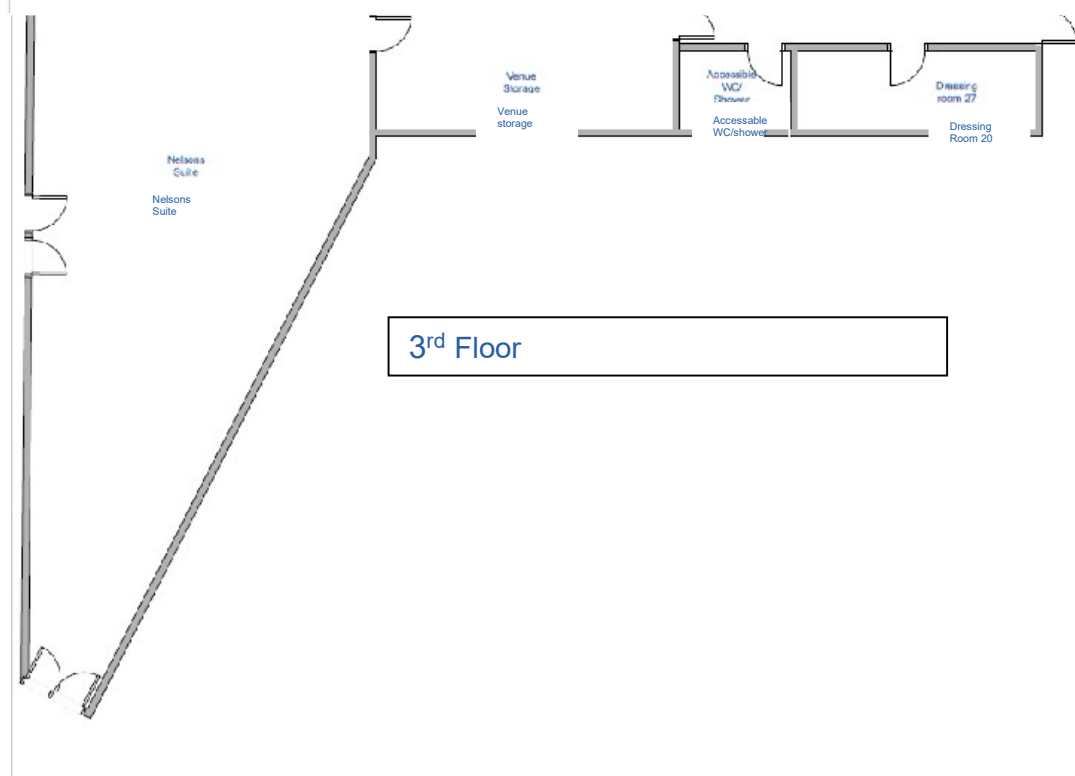 Venue
Storage
Venue
storage
Accessible
WC/
Shower
Accessable
WC/shower
Dressing
room 27
Dressing
Room 20
Nelsons
Suite
Nelsons
Suite
3rd Floor